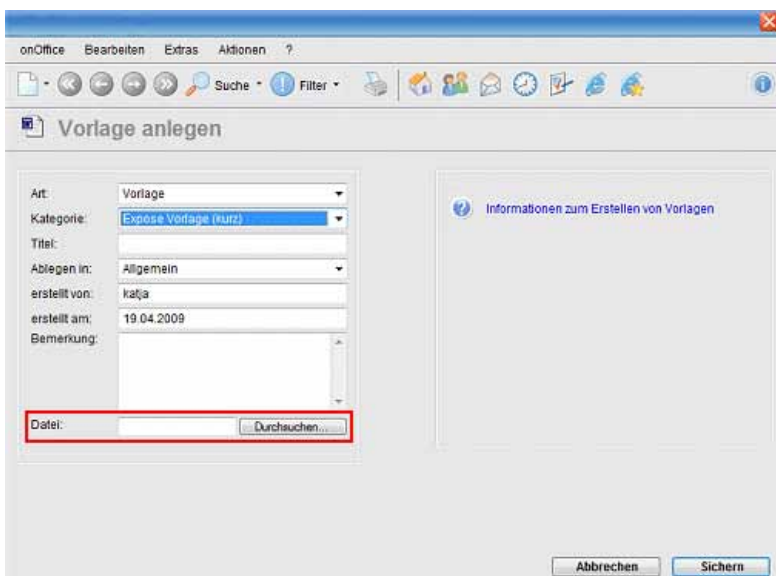 onOffice Bearbeiten Extras Aktionen ?
Suche Filter
Vorlage anlegen
Art: Vorlage
Kategorie: Expose Vorlage (kurz)
Titel:
Ablegen in: Allgemein
erstellt von: katja
erstellt am: 19.04.2009
Bemerkung:
Datei: Durchsuchen...
Informationen zum Erstellen von Vorlagen
Abbrechen Sichern